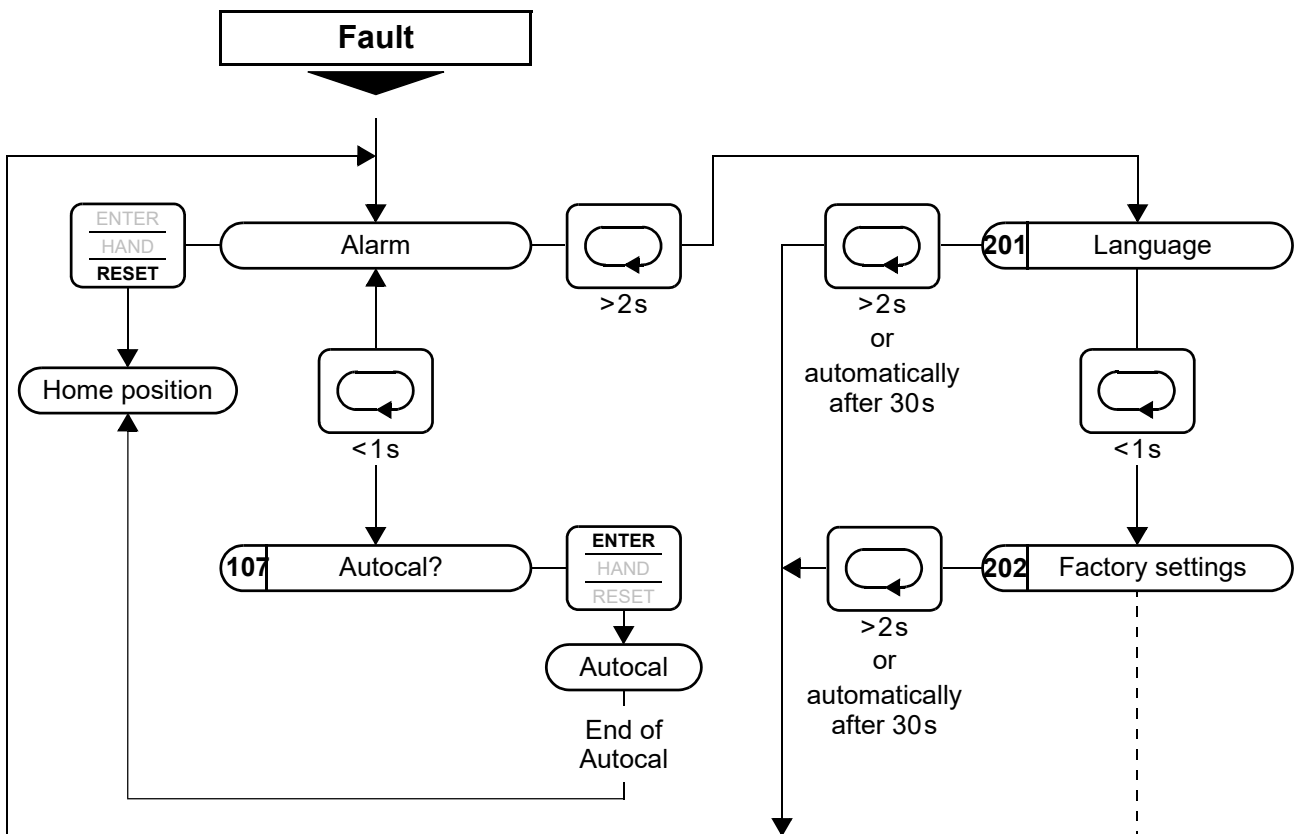 Fault
ENTER
HAND
RESET
Alarm
>2s
201 Language
>2s
or
automatically
after 30s
Home position
<1s
<1s
107 Autocal?
ENTER
HAND
RESET
202 Factory settings
>2s
or
automatically
after 30s
Autocal
End of
Autocal